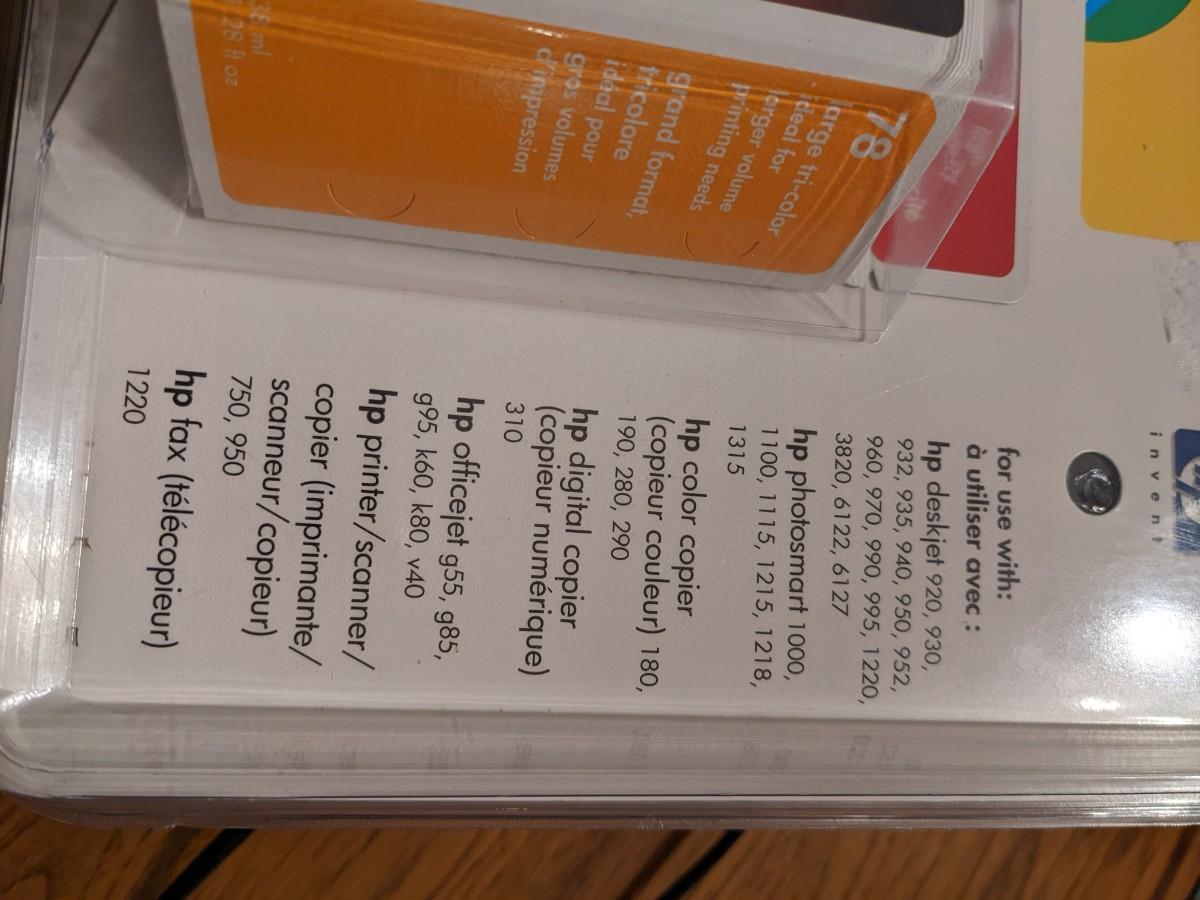 invent
for use with:
à utiliser avec :
hp deskjet 920, 930,
932, 935, 940, 950, 952,
960, 970, 990, 995, 1220,
3820, 6122, 6127
hp photosmart 1000,
1100, 1115, 1215, 1218,
1315
hp color copier
(copieur couleur) 180,
190, 280, 290
hp digital copier
(copieur numérique)
310
hp officejet g55, g85,
g95, k60, k80, v40
hp printer/scanner/
copier (imprimante/
scanneur/copieur)
750, 950
hp fax (télécopieur)
1220
78
large tri-color
ideal for
larger volume
printing needs
grand format,
tricolore
idéal pour
gros volumes
d'impression
38 ml
1.28 fl oz